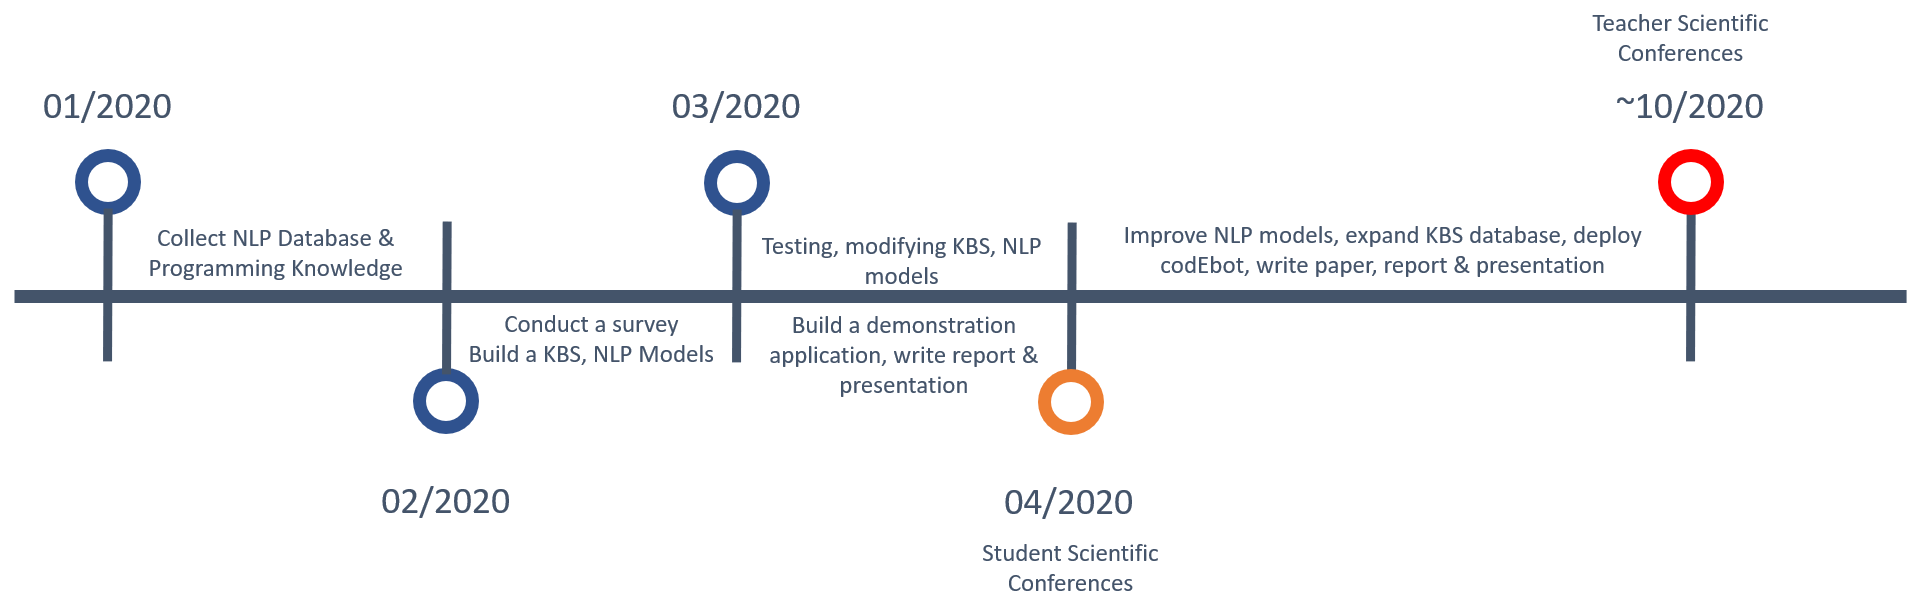 Teacher Scientific
Conferences
01/2020
03/2020
~10/2020
Collect NLP Database &
Programming Knowledge
Testing, modifying KBS, NLP
models
Improve NLP models, expand KBS database, deploy
codEbot, write paper, report & presentation
Conduct a survey
Build a KBS, NLP Models
Build a demonstration
application, write report &
presentation
02/2020
04/2020
Student Scientific
Conferences